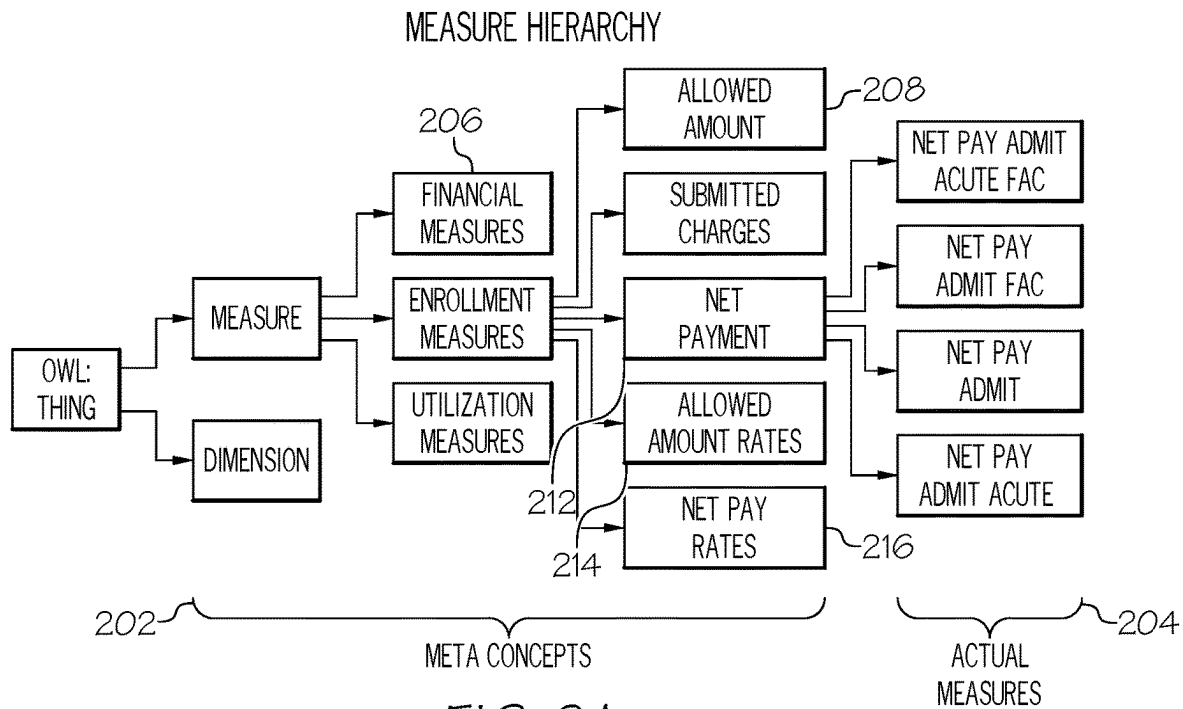 MEASURE HIERARCHY
ALLOWED
AMOUNT
208
206
NET PAY ADMIT
ACUTE FAC
FINANCIAL
MEASURES
SUBMITTED
CHARGES
NET PAY
ADMIT FAC
MEASURE
ENROLLMENT
MEASURES
NET
PAYMENT
NET PAY
ADMIT
OWL:
THING
UTILIZATION
MEASURES
ALLOWED
AMOUNT RATES
DIMENSION
NET PAY
ADMIT ACUTE
212
214
NET PAY
RATES
216
202
META CONCEPTS
204
ACTUAL
MEASURES